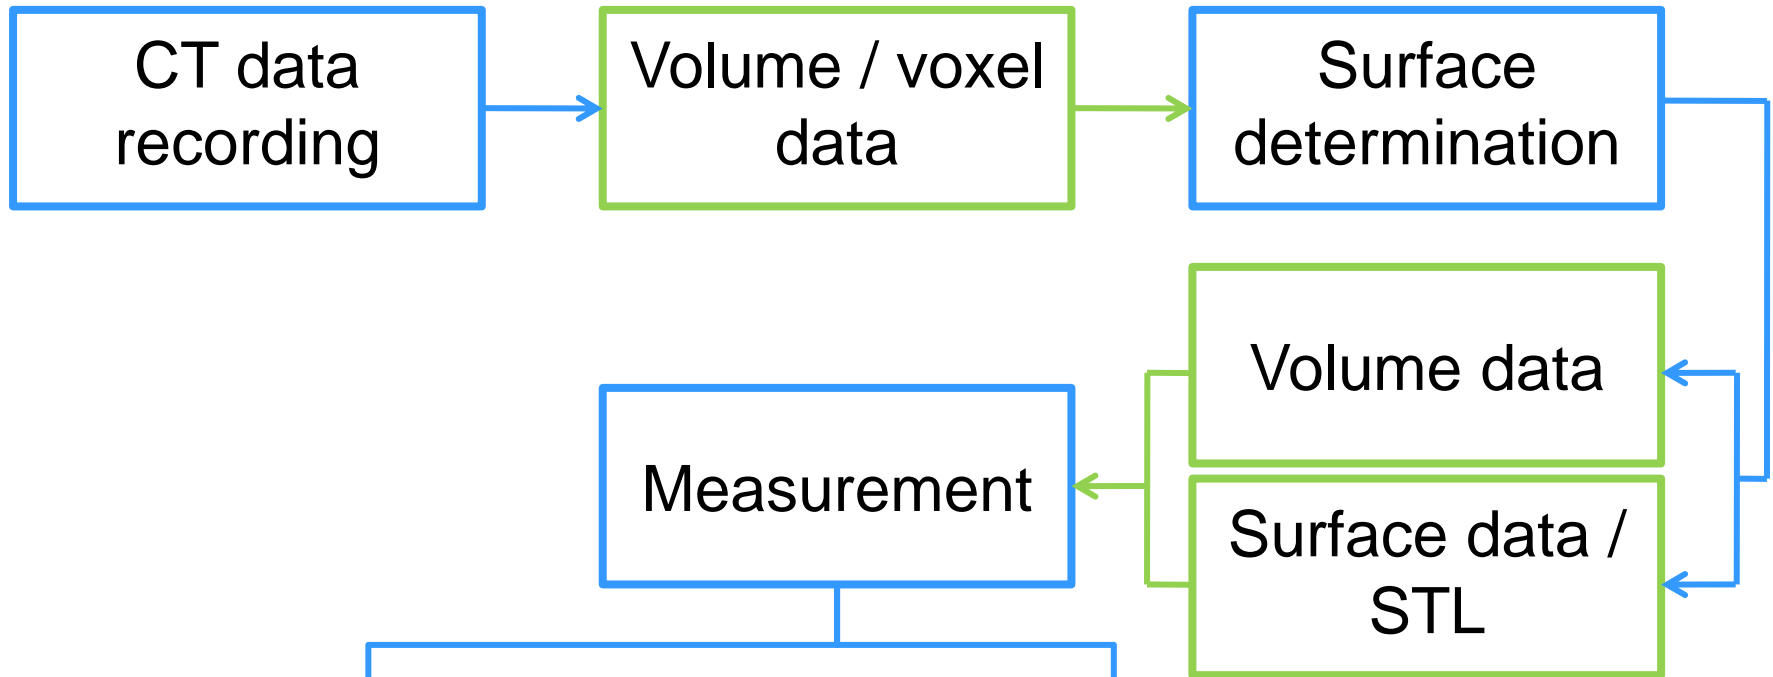 CT data
recording
Volume / voxel
data
Surface
determination
Volume data
Measurement
Surface data /
STL